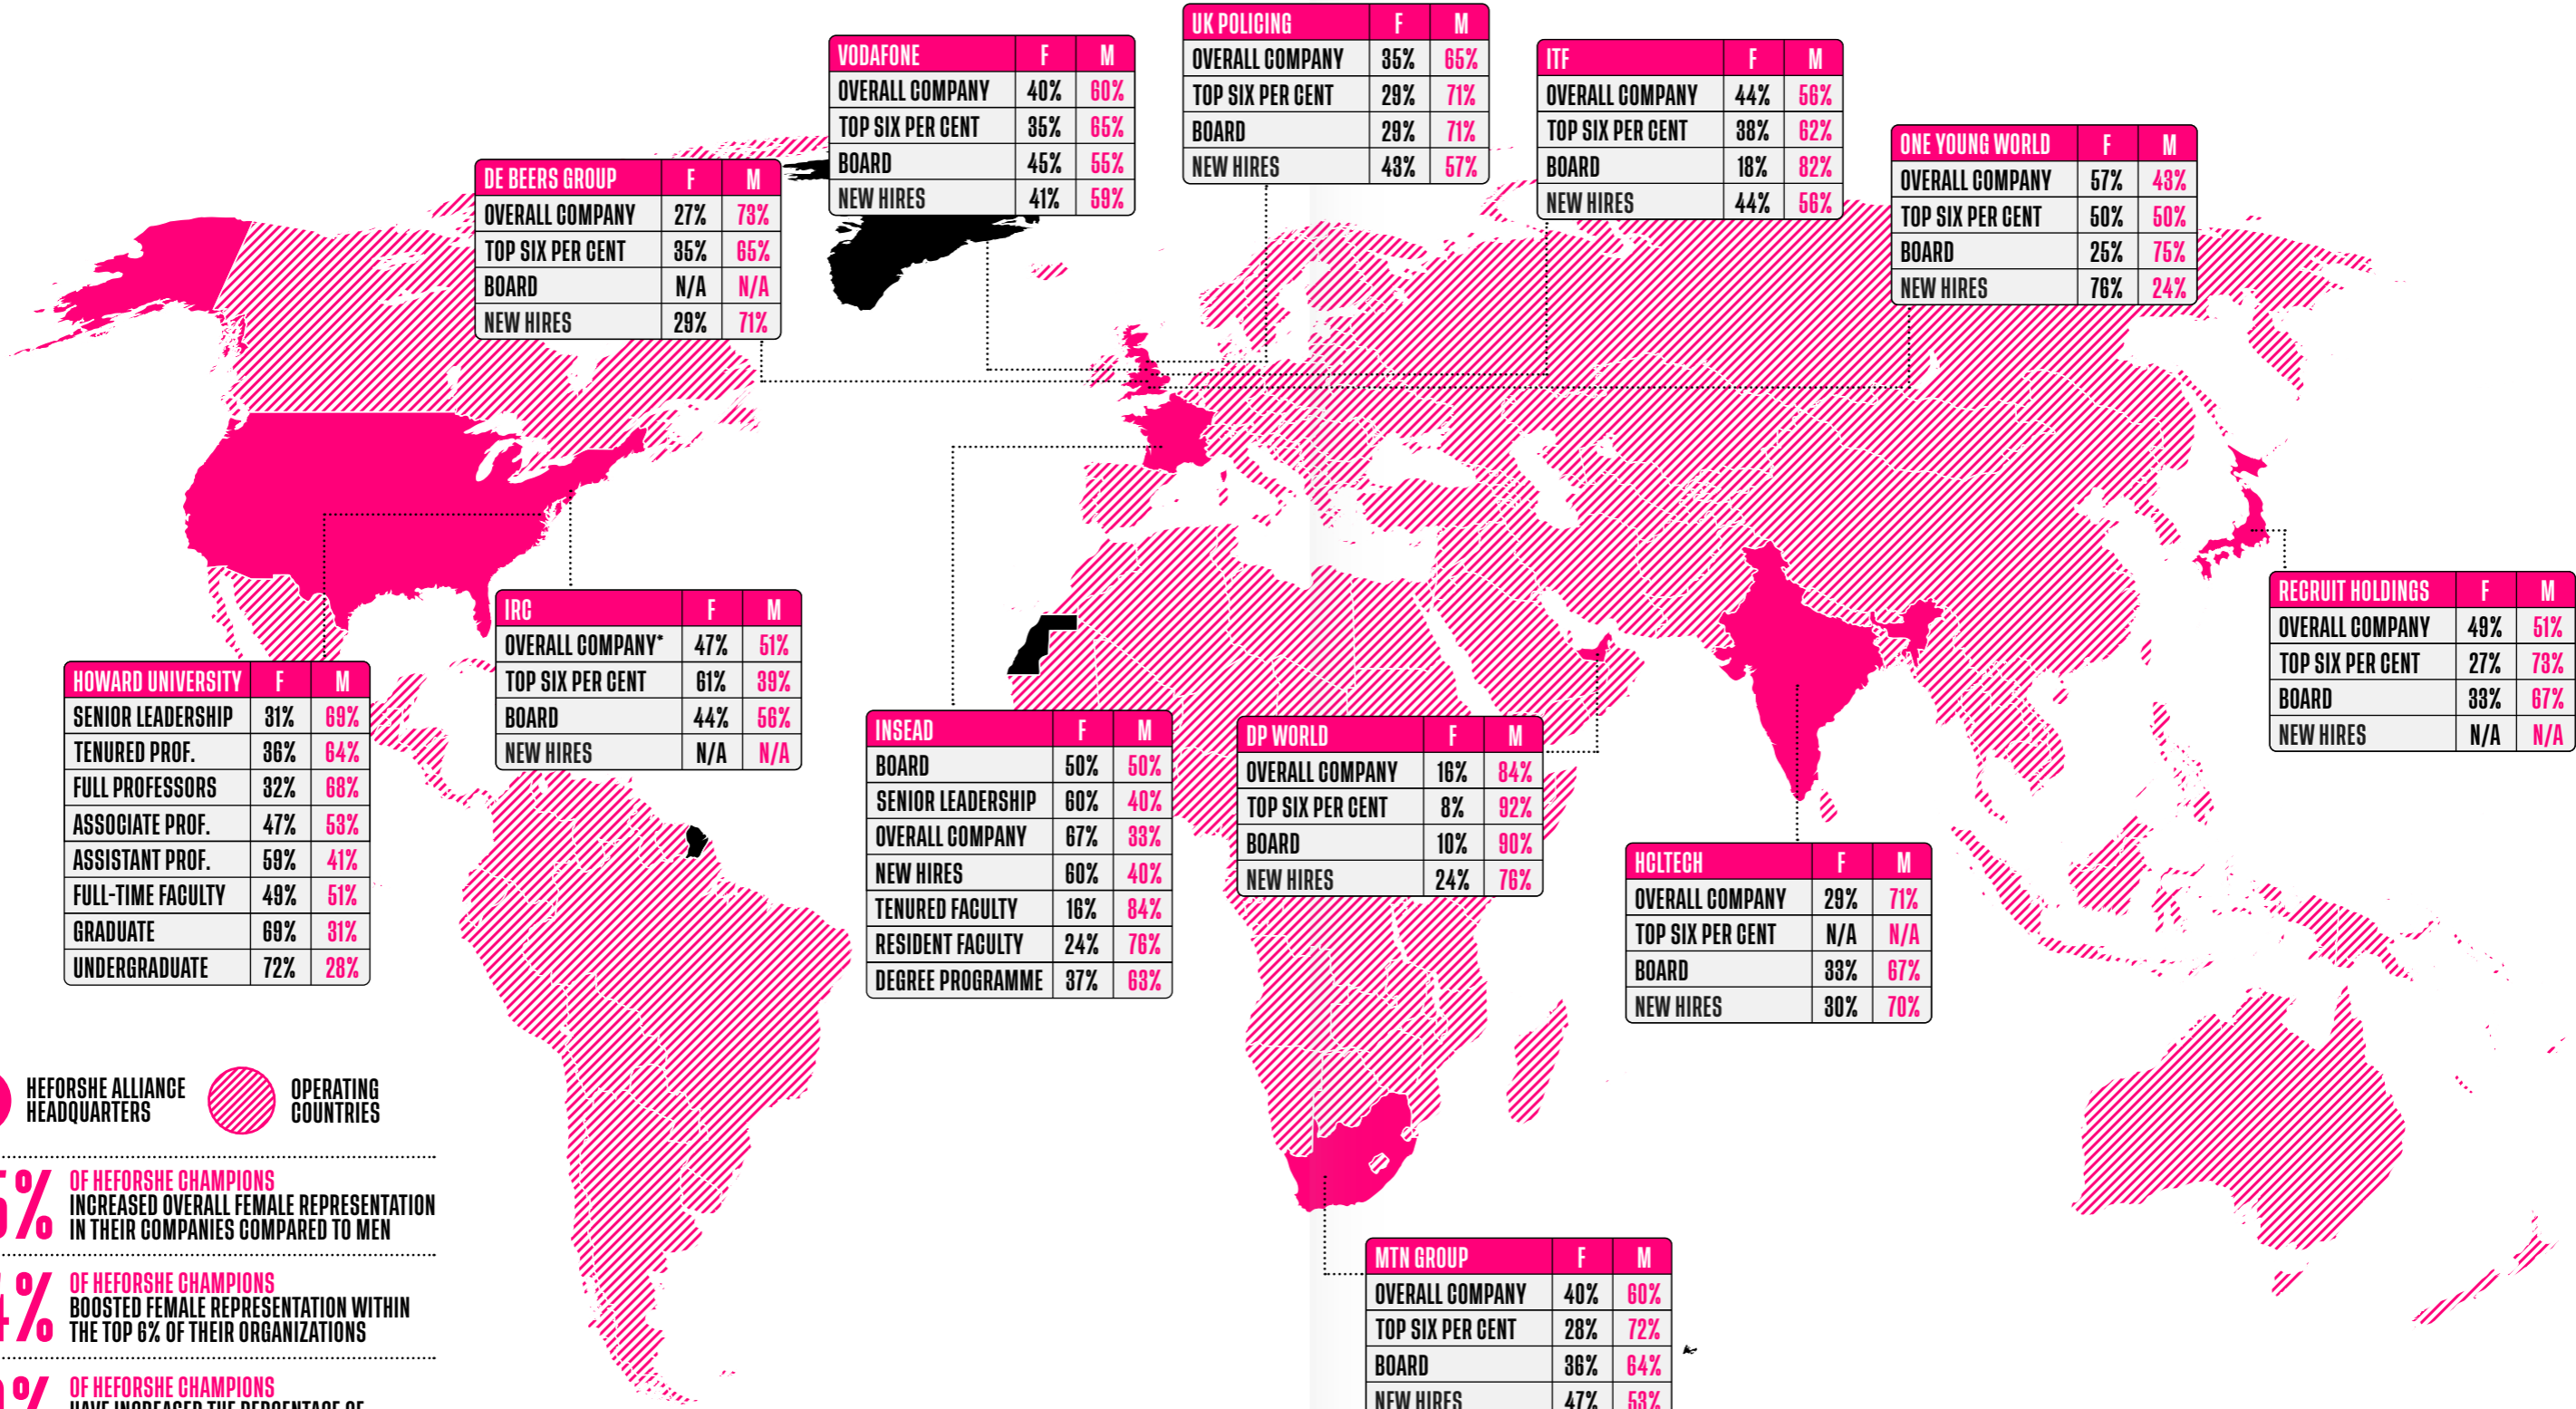 UK POLICING F M
OVERALL COMPANY 35% 65%
TOP SIX PER CENT 29% 71%
BOARD 29% 71%
NEW HIRES 43% 57%
VODAFONE F M
OVERALL COMPANY 40% 60%
TOP SIX PER CENT 35% 65%
BOARD 45% 55%
NEW HIRES 41% 59%
ITF F M
OVERALL COMPANY 44% 56%
TOP SIX PER CENT 38% 62%
BOARD 18% 82%
NEW HIRES 44% 56%
ONE YOUNG WORLD F M
OVERALL COMPANY 57% 43%
TOP SIX PER CENT 50% 50%
BOARD 25% 75%
NEW HIRES 76% 24%
DE BEERS GROUP F M
OVERALL COMPANY 27% 73%
TOP SIX PER CENT 35% 65%
BOARD N/A N/A
NEW HIRES 29% 71%
RECRUIT HOLDINGS F M
OVERALL COMPANY 49% 51%
TOP SIX PER CENT 27% 73%
BOARD 33% 67%
NEW HIRES N/A N/A
IRC F M
OVERALL COMPANY* 47% 51%
TOP SIX PER CENT 61% 39%
BOARD 44% 56%
NEW HIRES N/A N/A
HOWARD UNIVERSITY F M
SENIOR LEADERSHIP 31% 69%
TENURED PROF. 36% 64%
FULL PROFESSORS 32% 68%
ASSOCIATE PROF. 47% 53%
ASSISTANT PROF. 59% 41%
FULL-TIME FACULTY 49% 51%
GRADUATE 69% 31%
UNDERGRADUATE 72% 28%
INSEAD F M
BOARD 50% 50%
SENIOR LEADERSHIP 60% 40%
OVERALL COMPANY 67% 33%
NEW HIRES 60% 40%
TENURED FACULTY 16% 84%
RESIDENT FACULTY 24% 76%
DEGREE PROGRAMME 37% 63%
DP WORLD F M
OVERALL COMPANY 16% 84%
TOP SIX PER CENT 8% 92%
BOARD 10% 90%
NEW HIRES 24% 76%
HCLTECH F M
OVERALL COMPANY 29% 71%
TOP SIX PER CENT N/A N/A
BOARD 33% 67%
NEW HIRES 30% 70%
MTN GROUP F M
OVERALL COMPANY 40% 60%
TOP SIX PER CENT 28% 72%
BOARD 36% 64%
NEW HIRES 47% 53%
HEFORSHE ALLIANCE
HEADQUARTERS
OPERATING
COUNTRIES
OF HEFORSHE CHAMPIONS
INCREASED OVERALL FEMALE REPRESENTATION
IN THEIR COMPANIES COMPARED TO MEN
OF HEFORSHE CHAMPIONS
BOOSTED FEMALE REPRESENTATION WITHIN
THE TOP 6% OF THEIR ORGANIZATIONS
OF HEFORSHE CHAMPIONS
HAVE INCREASED THE PERCENTAGE OF